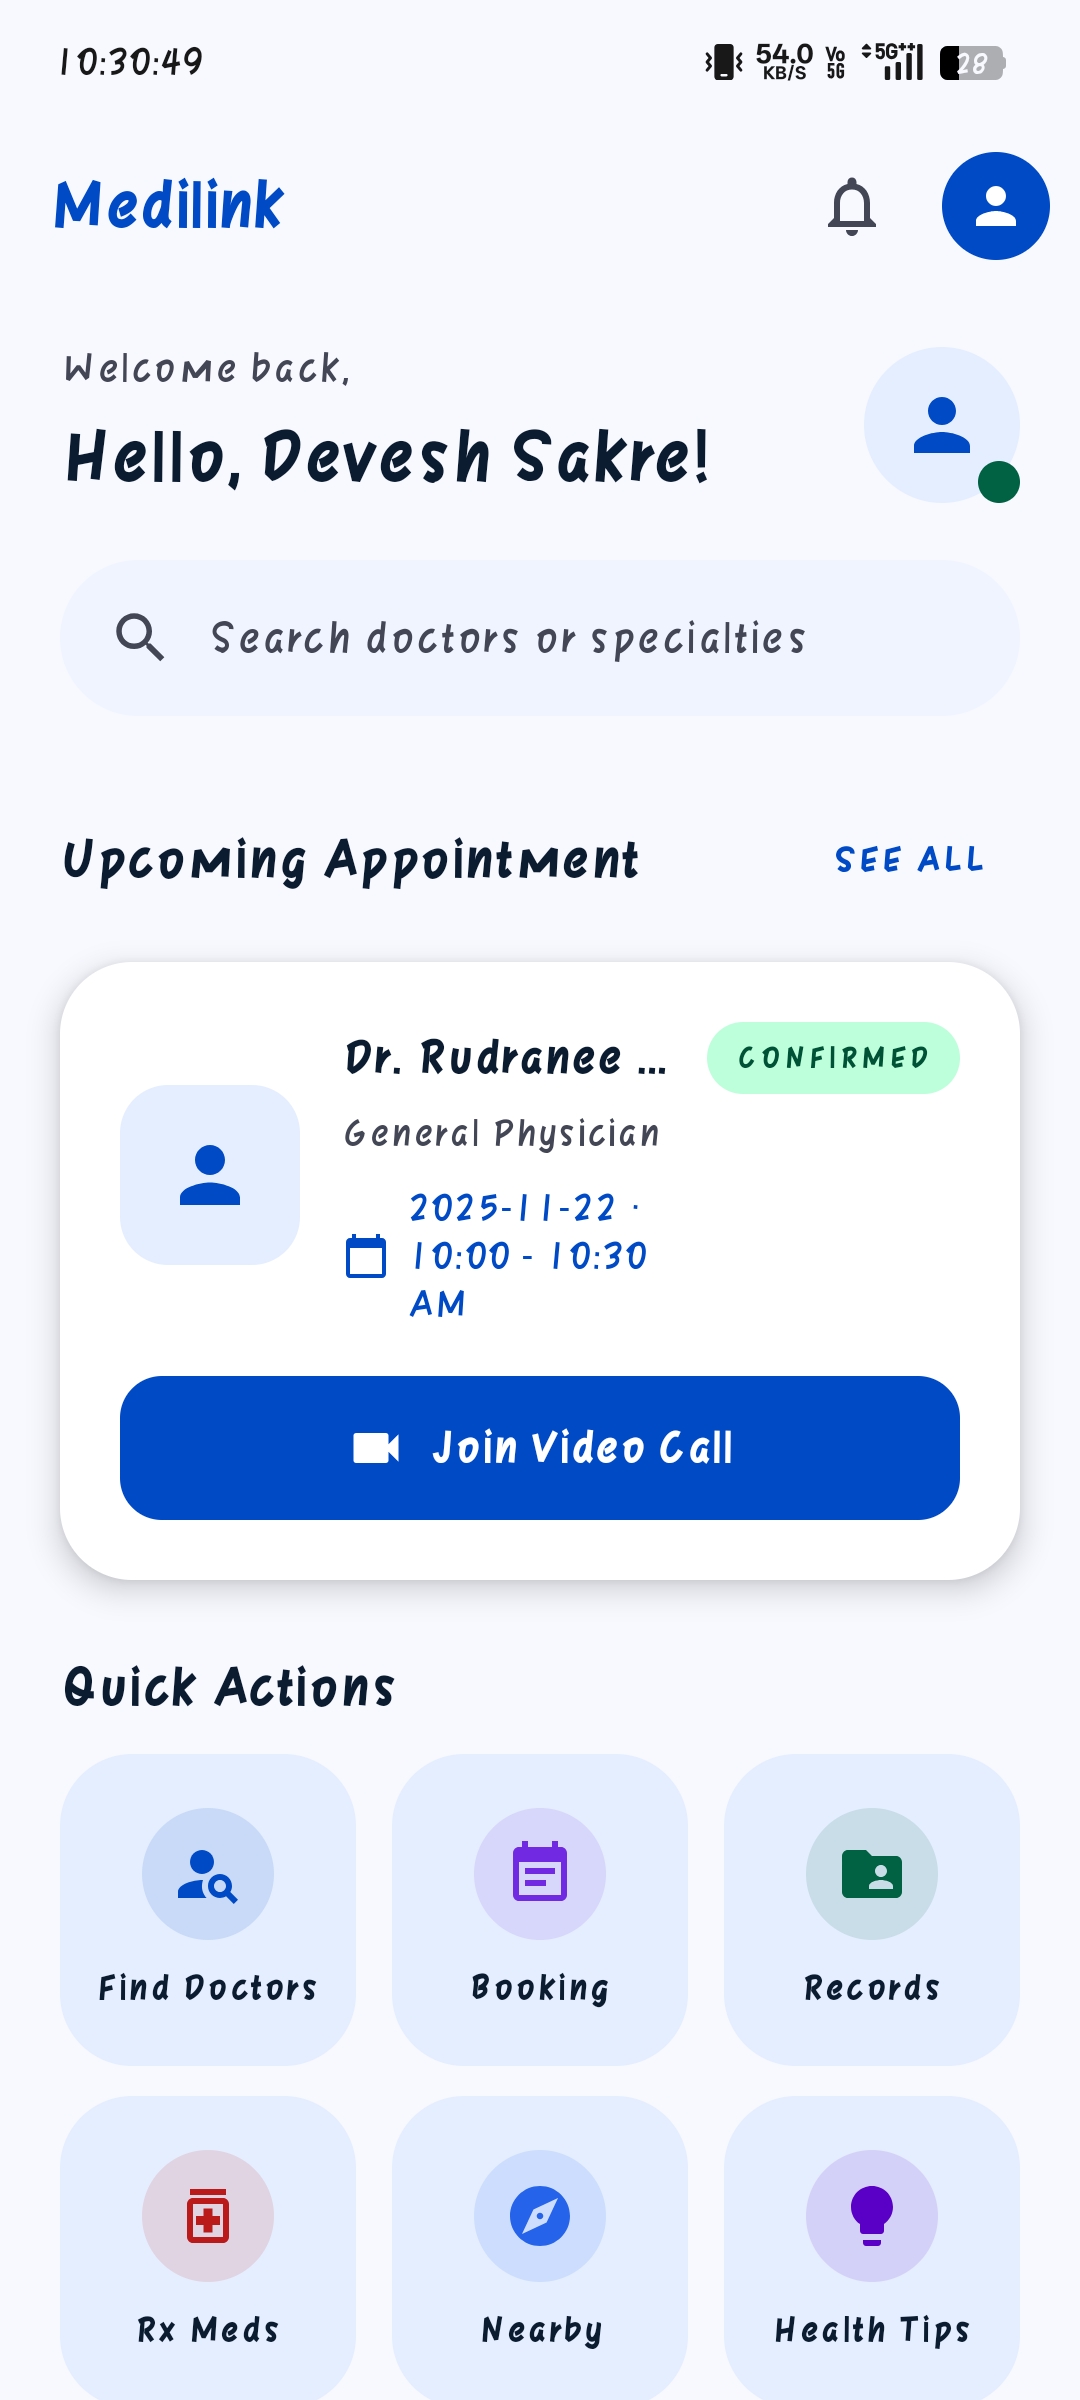 10:30:49
54.0 KB/S Vo 5G 5G++ 28
Medilink
Welcome back,
Hello, Devesh Sakre!
Search doctors or specialties
Upcoming Appointment SEE ALL
Dr. Rudranee ... CONFIRMED
General Physician
2025-11-22 ·
10:00 - 10:30
AM
Join Video Call
Quick Actions
Find Doctors Booking Records
Rx Meds Nearby Health Tips